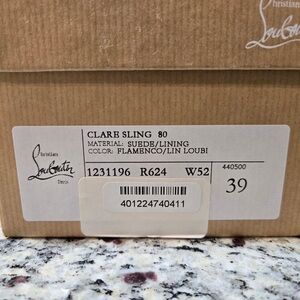 Christian
Louboutin
Christian
Louboutin
Paris
CLARE SLING 80
MATERIAL: SUEDE/LINING
COLOR: FLAMENCO/LIN LOUBI
1231196 R624 W52
440500
39
401224740411